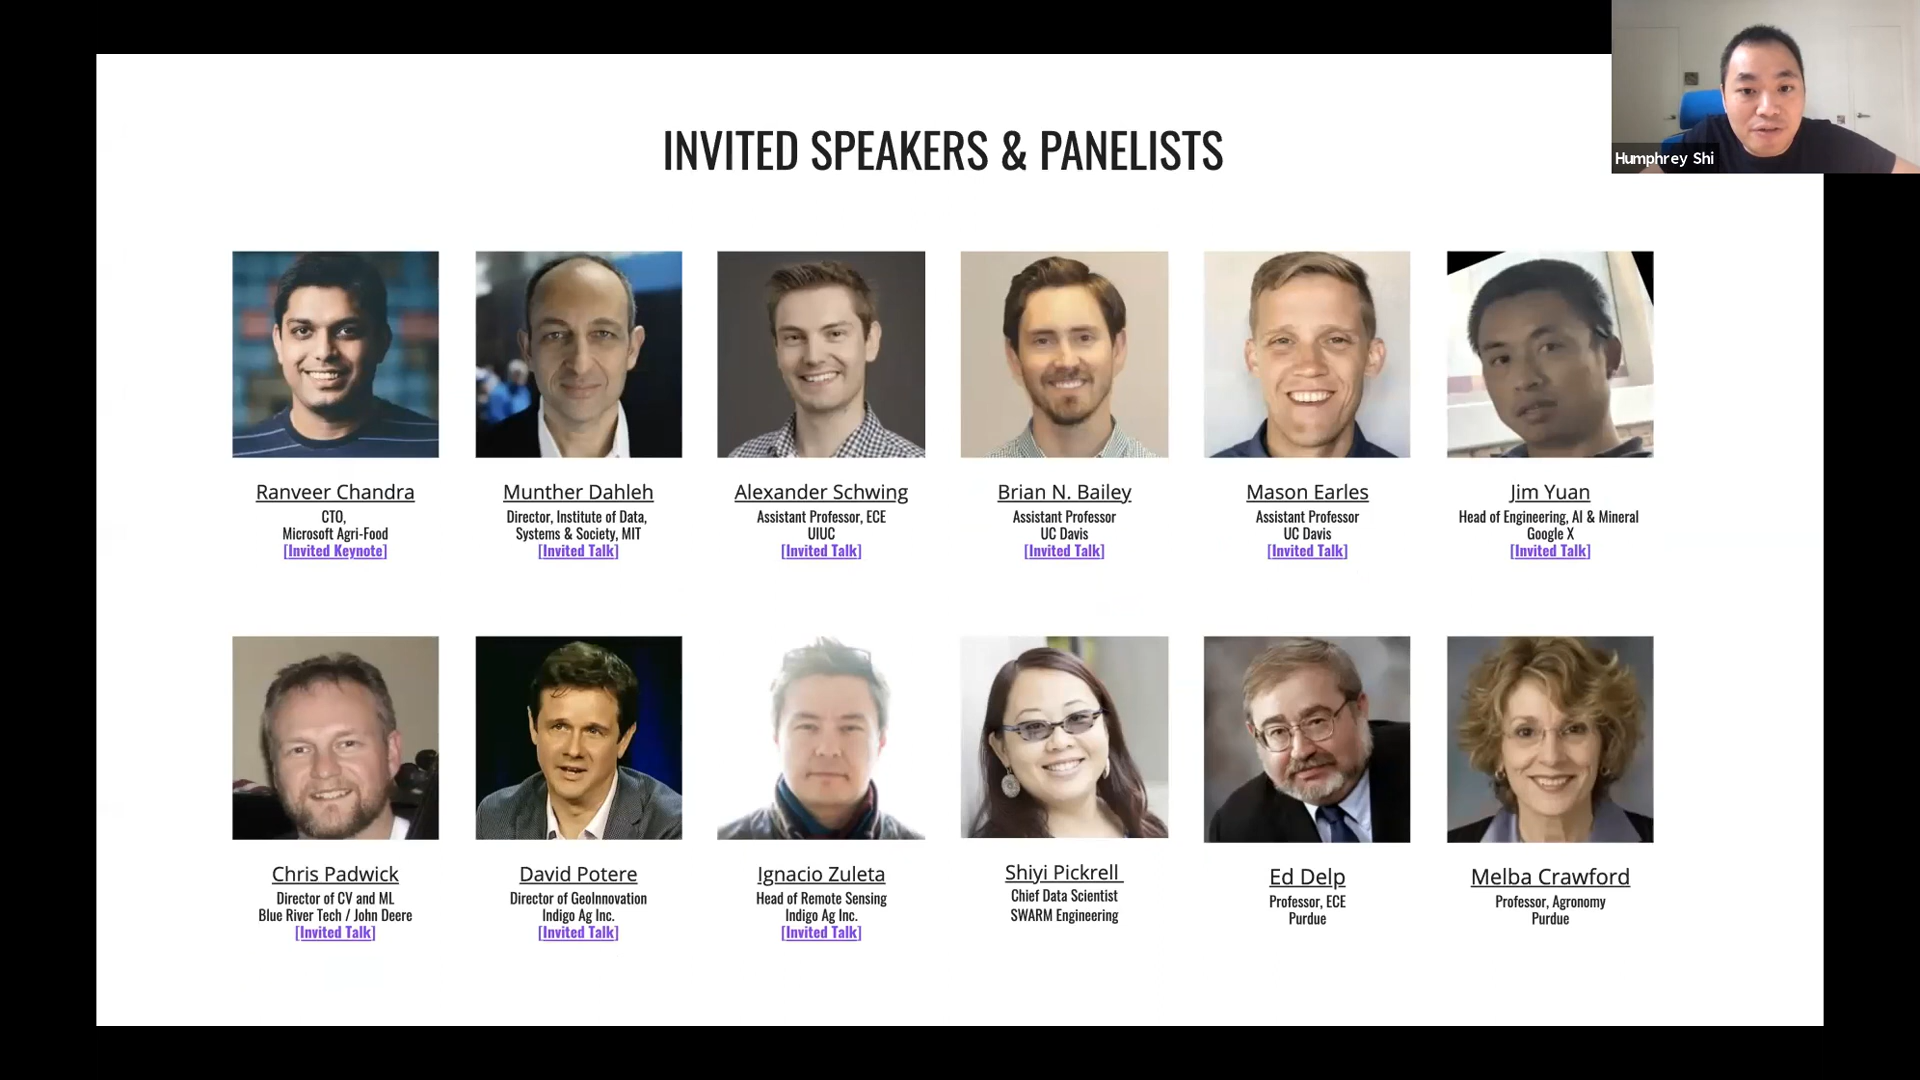 INVITED SPEAKERS & PANELISTS
Humphrey Shi
Ranveer Chandra
CTO,
Microsoft Agri-Food
[Invited Keynote]
Munther Dahleh
Director, Institute of Data,
Systems & Society, MIT
[Invited Talk]
Alexander Schwing
Assistant Professor, ECE
UIUC
[Invited Talk]
Brian N. Bailey
Assistant Professor
UC Davis
[Invited Talk]
Mason Earles
Assistant Professor
UC Davis
[Invited Talk]
Jim Yuan
Head of Engineering, AI & Mineral
Google X
[Invited Talk]
Chris Padwick
Director of CV and ML
Blue River Tech / John Deere
[Invited Talk]
David Potere
Director of GeoInnovation
Indigo Ag Inc.
[Invited Talk]
Ignacio Zuleta
Head of Remote Sensing
Indigo Ag Inc.
[Invited Talk]
Shiyi Pickrell
Chief Data Scientist
SWARM Engineering
Ed Delp
Professor, ECE
Purdue
Melba Crawford
Professor, Agronomy
Purdue